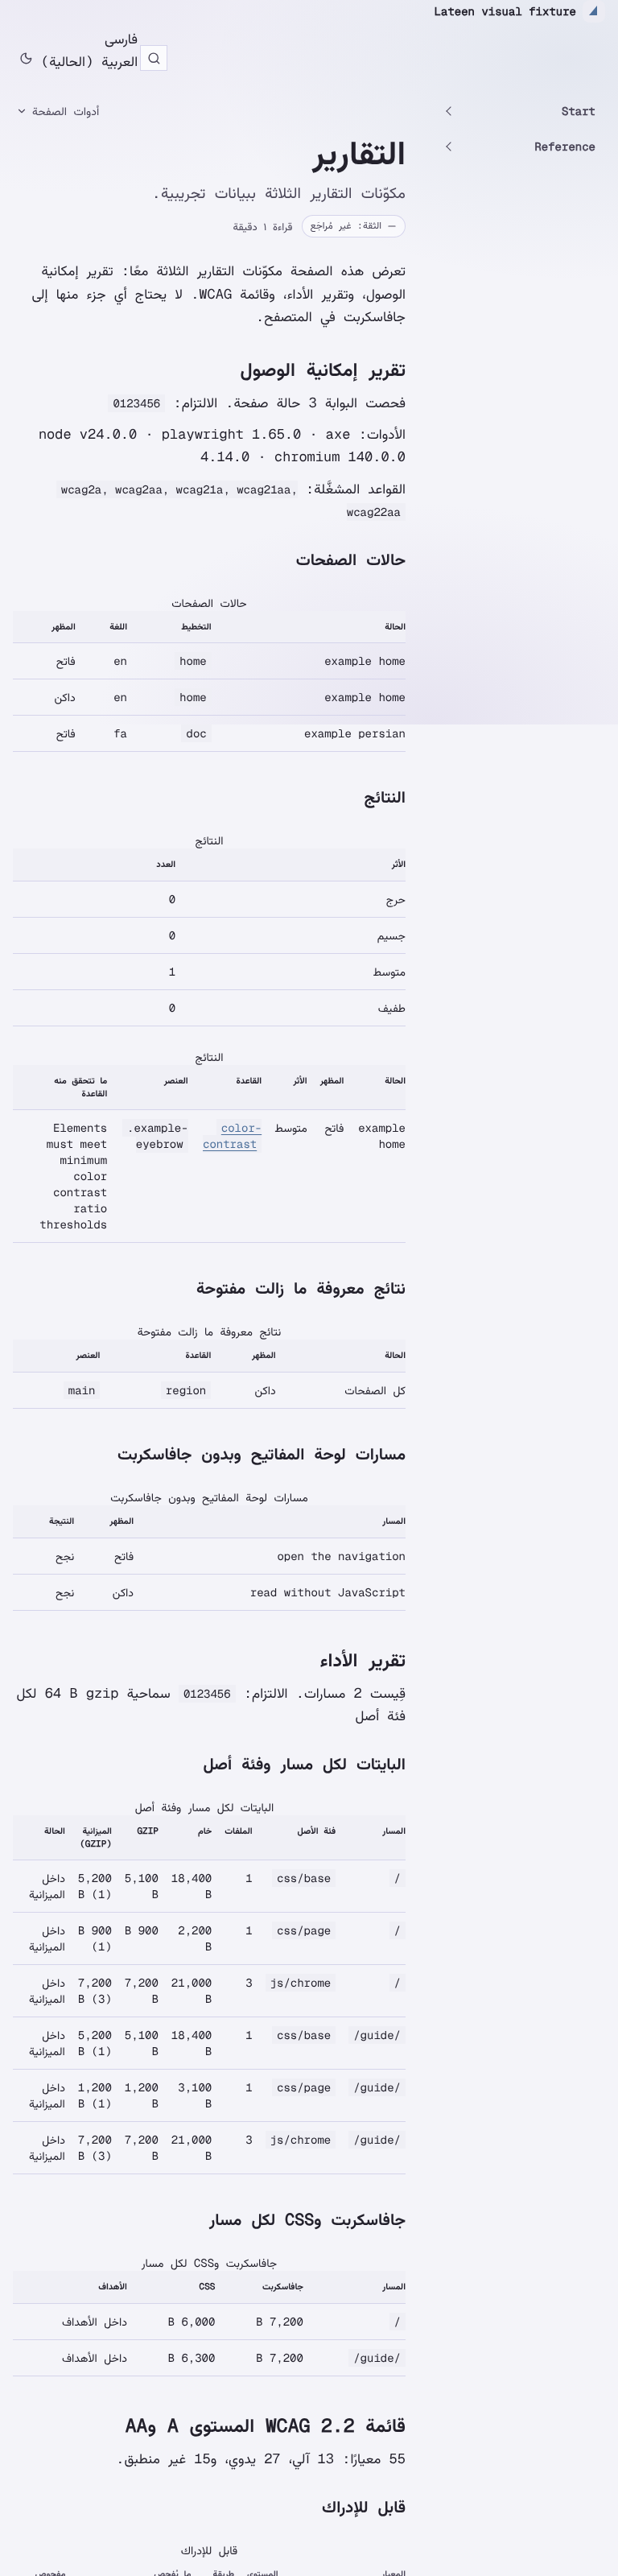 Lateen visual fixture
فارسی
العربية (الحالية)
Start
Reference
أدوات الصفحة
التقارير
مكوّنات التقارير الثلاثة ببيانات تجريبية.
— الثقة: غير مُراجَع
قراءة ١ دقيقة
تعرض هذه الصفحة مكوّنات التقارير الثلاثة معًا: تقرير إمكانية
الوصول، وتقرير الأداء، وقائمة WCAG. لا يحتاج أي جزء منها إلى
جافاسكربت في المتصفح.
تقرير إمكانية الوصول
فحصت البوابة 3 حالة صفحة. الالتزام: 0123456
الأدوات: node v24.0.0 · playwright 1.65.0 · axe
4.14.0 · chromium 140.0.0
القواعد المشغَّلة: wcag2a, wcag2aa, wcag21a, wcag21aa,
wcag22aa
حالات الصفحات
حالات الصفحات
الحالة التخطيط اللغة المظهر
example home home en فاتح
example home home en داكن
example persian doc fa فاتح
النتائج
النتائج
الأثر العدد
حرج 0
جسيم 0
متوسط 1
طفيف 0
النتائج
الحالة المظهر الأثر القاعدة العنصر ما تتحقق منه
القاعدة
example فاتح متوسط color- .example- Elements
home contrast eyebrow must meet
minimum
color
contrast
ratio
thresholds
نتائج معروفة ما زالت مفتوحة
نتائج معروفة ما زالت مفتوحة
الحالة المظهر القاعدة العنصر
كل الصفحات داكن region main
مسارات لوحة المفاتيح وبدون جافاسكربت
مسارات لوحة المفاتيح وبدون جافاسكربت
المسار المظهر النتيجة
open the navigation فاتح نجح
read without JavaScript داكن نجح
تقرير الأداء
قِيست 2 مسارات. الالتزام: 0123456 سماحية 64 B gzip لكل
فئة أصل
البايتات لكل مسار وفئة أصل
البايتات لكل مسار وفئة أصل
المسار فئة الأصل الملفات خام GZIP الميزانية الحالة
(GZIP)
/ css/base 1 18,400 5,100 5,200 داخل
B B B (1) الميزانية
/ css/page 1 2,200 900 B 900 B داخل
B (1) الميزانية
/ js/chrome 3 21,000 7,200 7,200 داخل
B B B (3) الميزانية
/guide/ css/base 1 18,400 5,100 5,200 داخل
B B B (1) الميزانية
/guide/ css/page 1 3,100 1,200 1,200 داخل
B B B (1) الميزانية
/guide/ js/chrome 3 21,000 7,200 7,200 داخل
B B B (3) الميزانية
جافاسكربت وCSS لكل مسار
جافاسكربت وCSS لكل مسار
المسار جافاسكربت CSS الأهداف
/ 7,200 B 6,000 B داخل الأهداف
/guide/ 7,200 B 6,300 B داخل الأهداف
قائمة WCAG 2.2 المستوى A وAA
55 معيارًا: 13 آلي، 27 يدوي، و15 غير منطبق.
قابل للإدراك
قابل للإدراك
المعيار المستوى طريقة ما يُفحص مفحوص